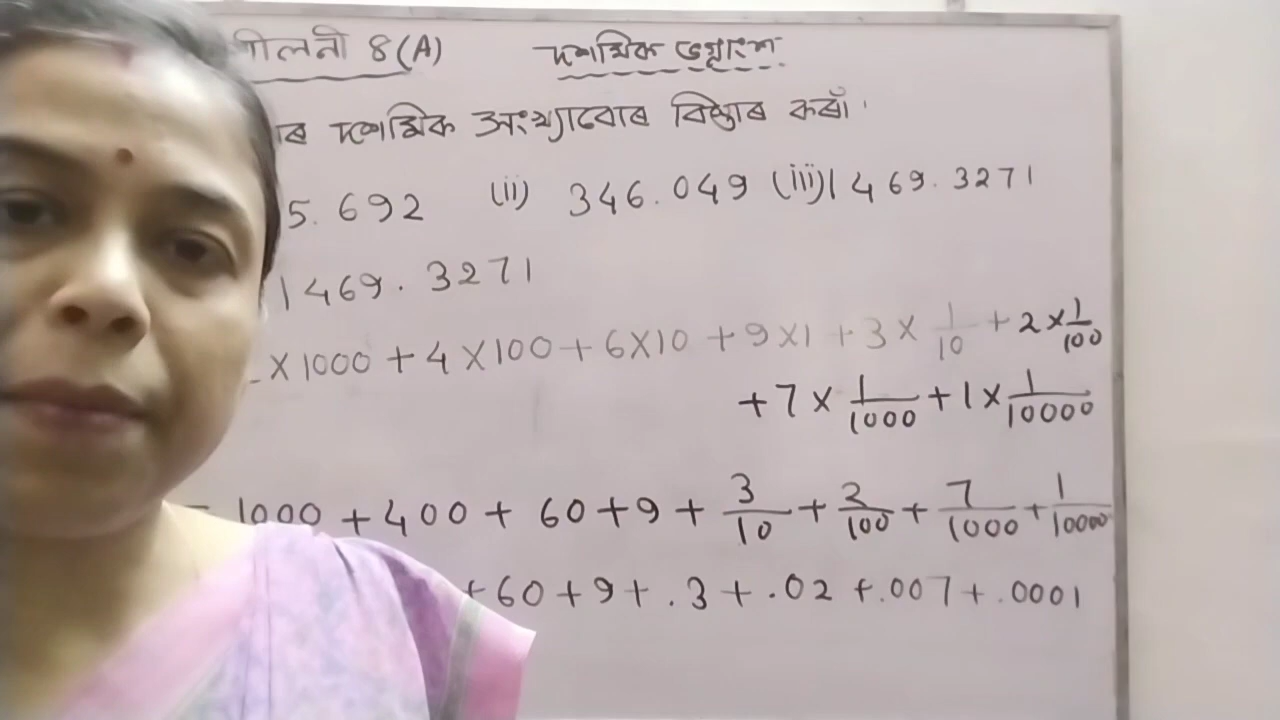 ীলনী 8 (A) দশমিক ভগ্নাংশ
ৰ দশমিক সংখ্যাবোৰ বিস্তাৰ কৰাঁ।
5.692 (ii) 346.049 (iii) 1469.3271
1469.3271
× 1000 + 4 × 100 + 6 × 10 + 9 × 1 + 3 × 1/10 + 2 × 1/100
+ 7 × 1/1000 + 1 × 1/10000
= 1000 + 400 + 60 + 9 + 3/10 + 2/100 + 7/1000 + 1/10000
+ 60 + 9 + .3 + .02 + .007 + .0001